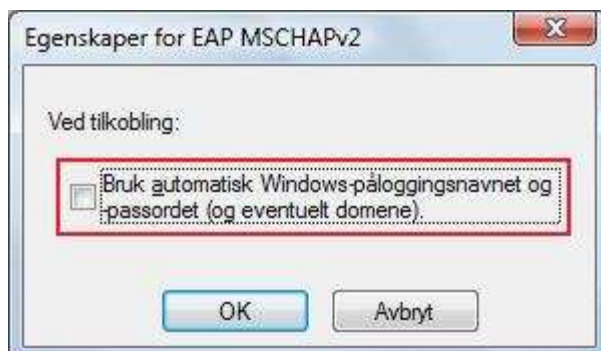 Egenskaper for EAP MSCHAPv2
Ved tilkobling:
Bruk automatisk Windows-påloggingsnavnet og
-passordet (og eventuelt domene).
OK
Avbryt